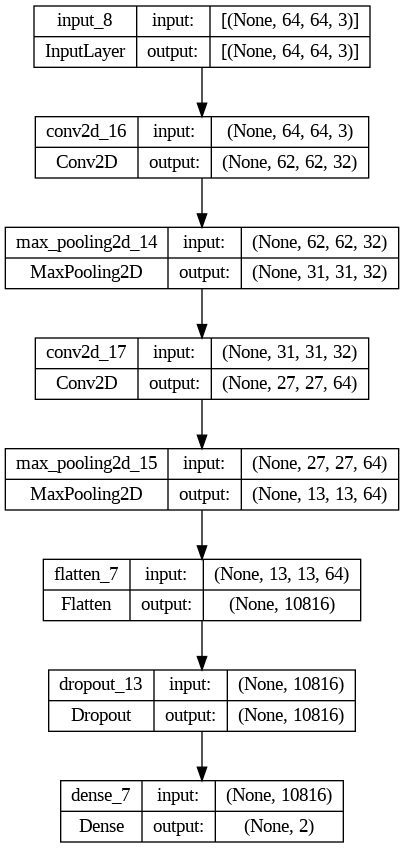 input_8 input: [(None, 64, 64, 3)]
InputLayer output: [(None, 64, 64, 3)]
conv2d_16 input: (None, 64, 64, 3)
Conv2D output: (None, 62, 62, 32)
max_pooling2d_14 input: (None, 62, 62, 32)
MaxPooling2D output: (None, 31, 31, 32)
conv2d_17 input: (None, 31, 31, 32)
Conv2D output: (None, 27, 27, 64)
max_pooling2d_15 input: (None, 27, 27, 64)
MaxPooling2D output: (None, 13, 13, 64)
flatten_7 input: (None, 13, 13, 64)
Flatten output: (None, 10816)
dropout_13 input: (None, 10816)
Dropout output: (None, 10816)
dense_7 input: (None, 10816)
Dense output: (None, 2)